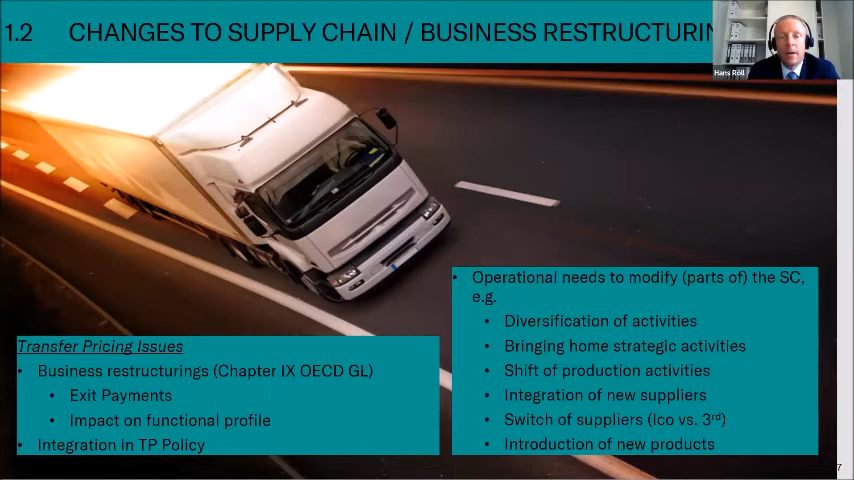 1.2 CHANGES TO SUPPLY CHAIN / BUSINESS RESTRUCTURIN
Hans Röll
• Operational needs to modify (parts of) the SC,
e.g.
• Diversification of activities
• Bringing home strategic activities
• Shift of production activities
• Integration of new suppliers
• Switch of suppliers (Ico vs. 3rd)
• Introduction of new products
Transfer Pricing Issues
• Business restructurings (Chapter IX OECD GL)
• Exit Payments
• Impact on functional profile
• Integration in TP Policy
7